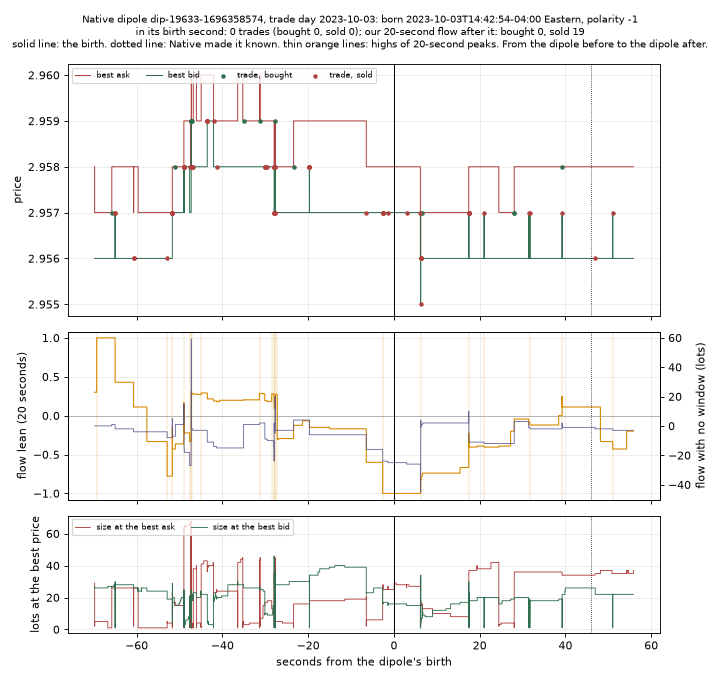 Native dipole dip-19633-1696358574, trade day 2023-10-03: born 2023-10-03T14:42:54-04:00 Eastern, polarity -1
in its birth second: 0 trades (bought 0, sold 0); our 20-second flow after it: bought 0, sold 19
solid line: the birth. dotted line: Native made it known. thin orange lines: highs of 20-second peaks. From the dipole before to the dipole after.
best ask
best bid
trade, bought
trade, sold
2.960
2.959
2.958
2.957
2.956
2.955
price
1.0
0.5
0.0
−0.5
−1.0
flow lean (20 seconds)
60
40
20
0
−20
−40
flow with no window (lots)
size at the best ask
size at the best bid
60
40
20
0
lots at the best price
−60
−40
−20
0
20
40
60
seconds from the dipole's birth